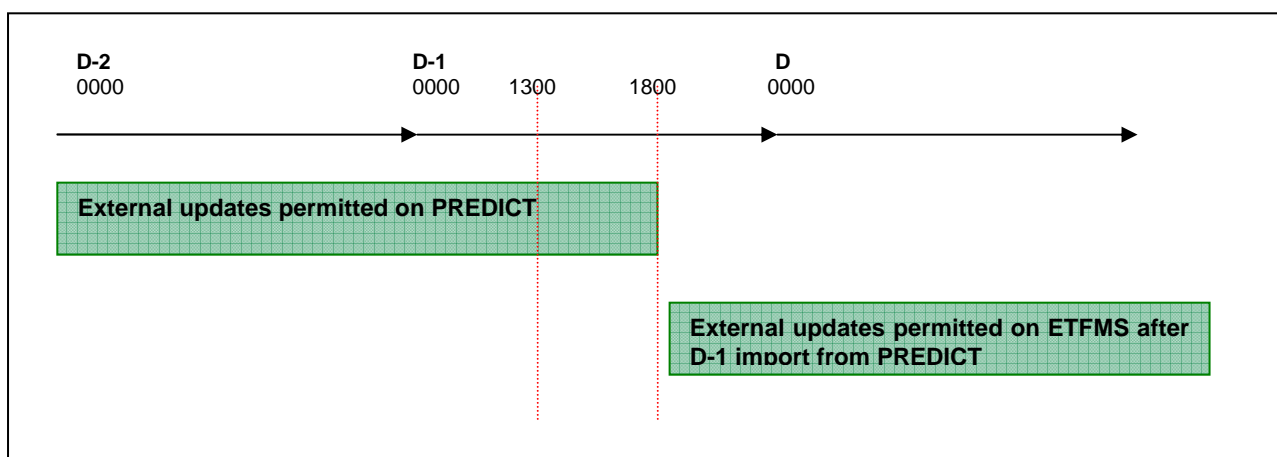 D-2 D-1 D
0000 0000 1300 1800 0000
External updates permitted on PREDICT
External updates permitted on ETFMS after
D-1 import from PREDICT